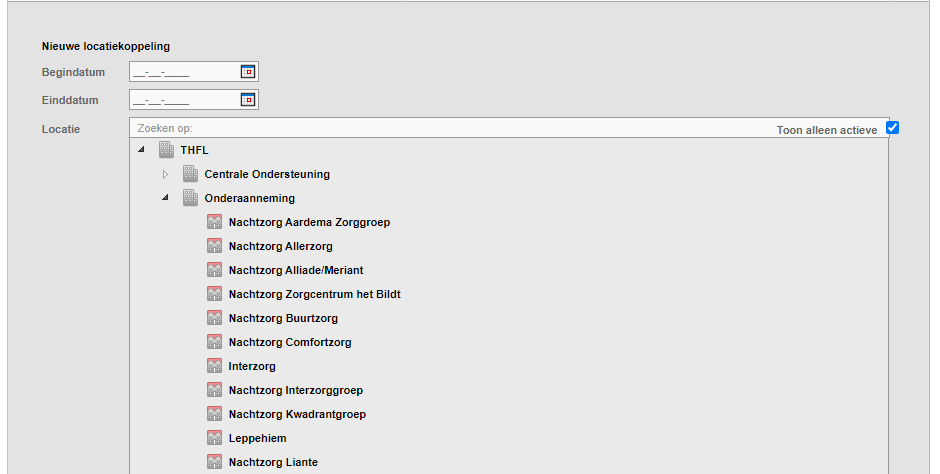 Nieuwe locatiekoppeling
Begindatum __-__-____
Einddatum __-__-____
Locatie Zoeken op: Toon alleen actieve
THFL
Centrale Ondersteuning
Onderaanneming
Nachtzorg Aardema Zorggroep
Nachtzorg Allerzorg
Nachtzorg Alliade/Meriant
Nachtzorg Zorgcentrum het Bildt
Nachtzorg Buurtzorg
Nachtzorg Comfortzorg
Interzorg
Nachtzorg Interzorggroep
Nachtzorg Kwadrantgroep
Leppehiem
Nachtzorg Liante